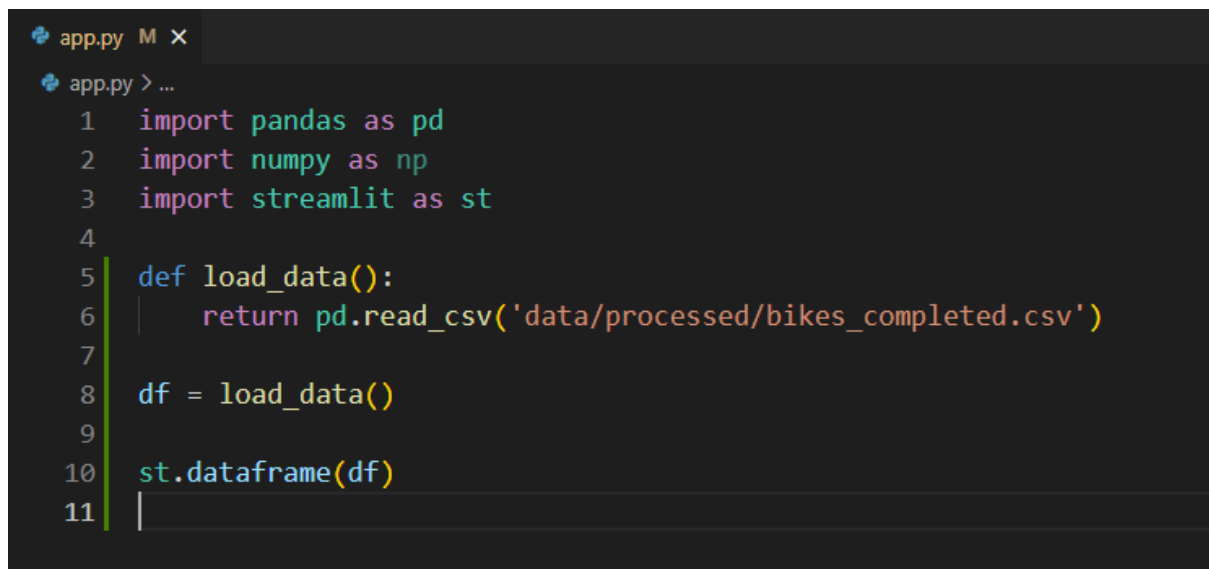 app.py M ×
app.py > ...
1 import pandas as pd
2 import numpy as np
3 import streamlit as st
4
5 def load_data():
6     return pd.read_csv('data/processed/bikes_completed.csv')
7
8 df = load_data()
9
10 st.dataframe(df)
11